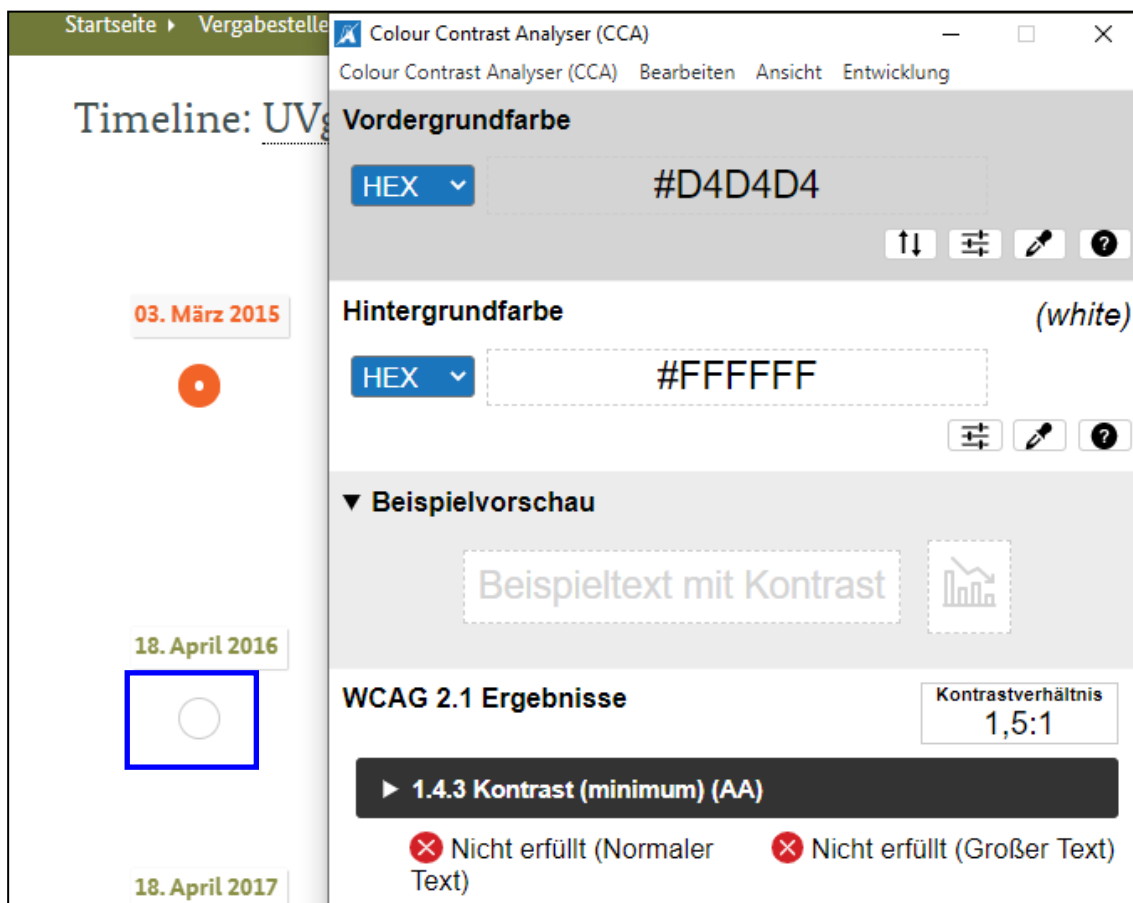 Startseite ▸ Vergabestelle
Timeline: UVg
03. März 2015
18. April 2016
18. April 2017
Colour Contrast Analyser (CCA)
Colour Contrast Analyser (CCA) Bearbeiten Ansicht Entwicklung
Vordergrundfarbe
HEX #D4D4D4
Hintergrundfarbe (white)
HEX #FFFFFF
▼ Beispielvorschau
Beispieltext mit Kontrast
WCAG 2.1 Ergebnisse
Kontrastverhältnis
1,5:1
▶ 1.4.3 Kontrast (minimum) (AA)
Nicht erfüllt (Normaler
Text)
Nicht erfüllt (Großer Text)